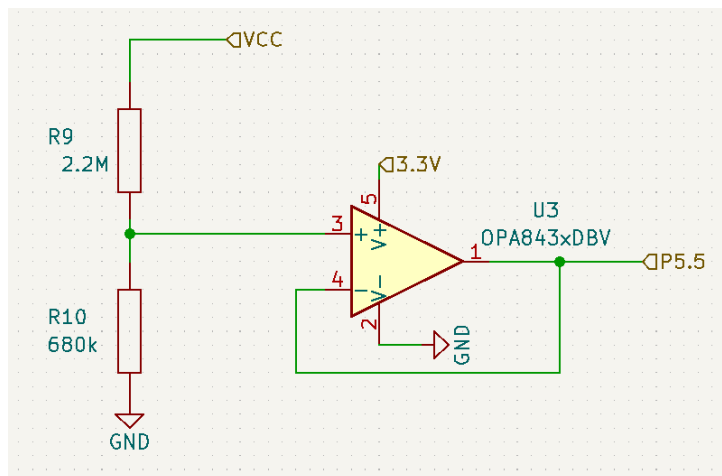 VCC
R9
2.2M
3.3V
5
U3
OPA843xDBV
3
+
V+
1
P5.5
4
-
V-
2
GND
R10
680k
GND